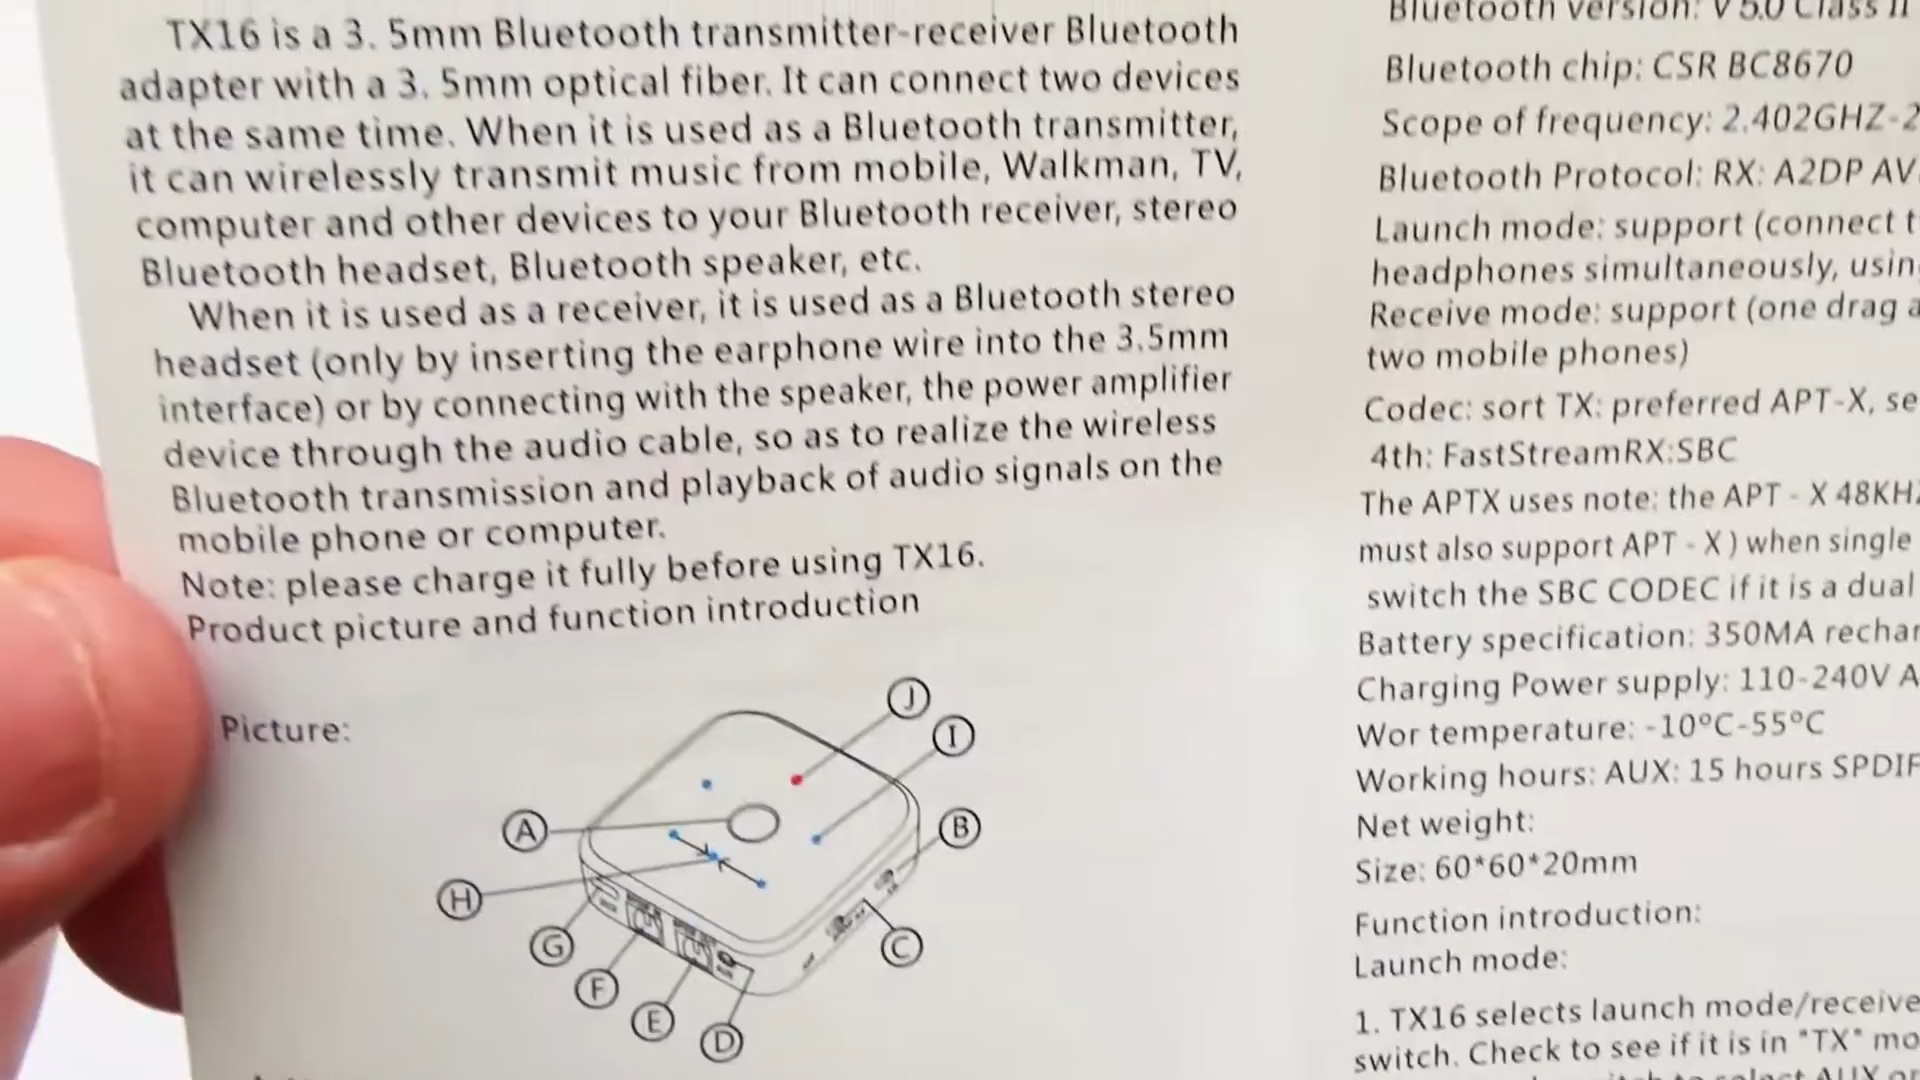 TX16 is a 3. 5mm Bluetooth transmitter-receiver Bluetooth
adapter with a 3. 5mm optical fiber. It can connect two devices
at the same time. When it is used as a Bluetooth transmitter,
it can wirelessly transmit music from mobile, Walkman, TV,
computer and other devices to your Bluetooth receiver, stereo
Bluetooth headset, Bluetooth speaker, etc.
When it is used as a receiver, it is used as a Bluetooth stereo
headset (only by inserting the earphone wire into the 3.5mm
interface) or by connecting with the speaker, the power amplifier
device through the audio cable, so as to realize the wireless
Bluetooth transmission and playback of audio signals on the
mobile phone or computer.
Note: please charge it fully before using TX16.
Product picture and function introduction
Picture:
J
I
A
B
H
G
C
F
E
D
Bluetooth version: V 5.0 Class II
Bluetooth chip: CSR BC8670
Scope of frequency: 2.402GHZ-2
Bluetooth Protocol: RX: A2DP AV
Launch mode: support (connect t
headphones simultaneously, usin
Receive mode: support (one drag a
two mobile phones)
Codec: sort TX: preferred APT-X, se
4th: FastStreamRX:SBC
The APTX uses note: the APT - X 48KHZ
must also support APT - X ) when single
switch the SBC CODEC if it is a dual
Battery specification: 350MA rechar
Charging Power supply: 110-240V A
Wor temperature: -10°C-55°C
Working hours: AUX: 15 hours SPDIF
Net weight:
Size: 60*60*20mm
Function introduction:
Launch mode:
1. TX16 selects launch mode/receive
switch. Check to see if it is in "TX" mo
switch to select AUX or